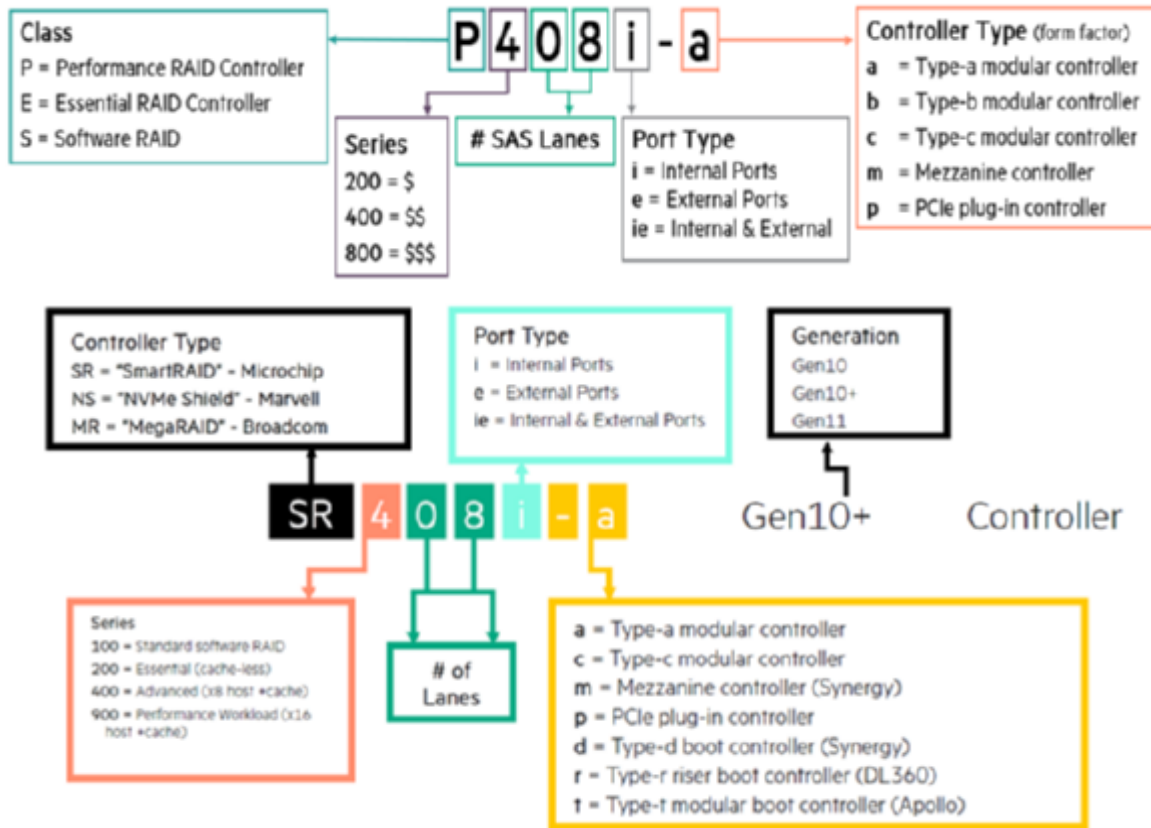 P408i-a
Class
P = Performance RAID Controller
E = Essential RAID Controller
S = Software RAID
Series
200 = $
400 = $$
800 = $$$
# SAS Lanes
Port Type
i = Internal Ports
e = External Ports
ie = Internal & External
Controller Type (form factor)
a = Type-a modular controller
b = Type-b modular controller
c = Type-c modular controller
m = Mezzanine controller
p = PCIe plug-in controller
Controller Type
SR = "SmartRAID" - Microchip
NS = "NVMe Shield" - Marvell
MR = "MegaRAID" - Broadcom
Port Type
i = Internal Ports
e = External Ports
ie = Internal & External Ports
Generation
Gen10
Gen10+
Gen11
SR 408i-a
Gen10+ Controller
Series
100 = Standard software RAID
200 = Essential (cache-less)
400 = Advanced (x8 host +cache)
900 = Performance Workload (x16
host +cache)
# of
Lanes
a = Type-a modular controller
c = Type-c modular controller
m = Mezzanine controller (Synergy)
p = PCIe plug-in controller
d = Type-d boot controller (Synergy)
r = Type-r riser boot controller (DL360)
t = Type-t modular boot controller (Apollo)